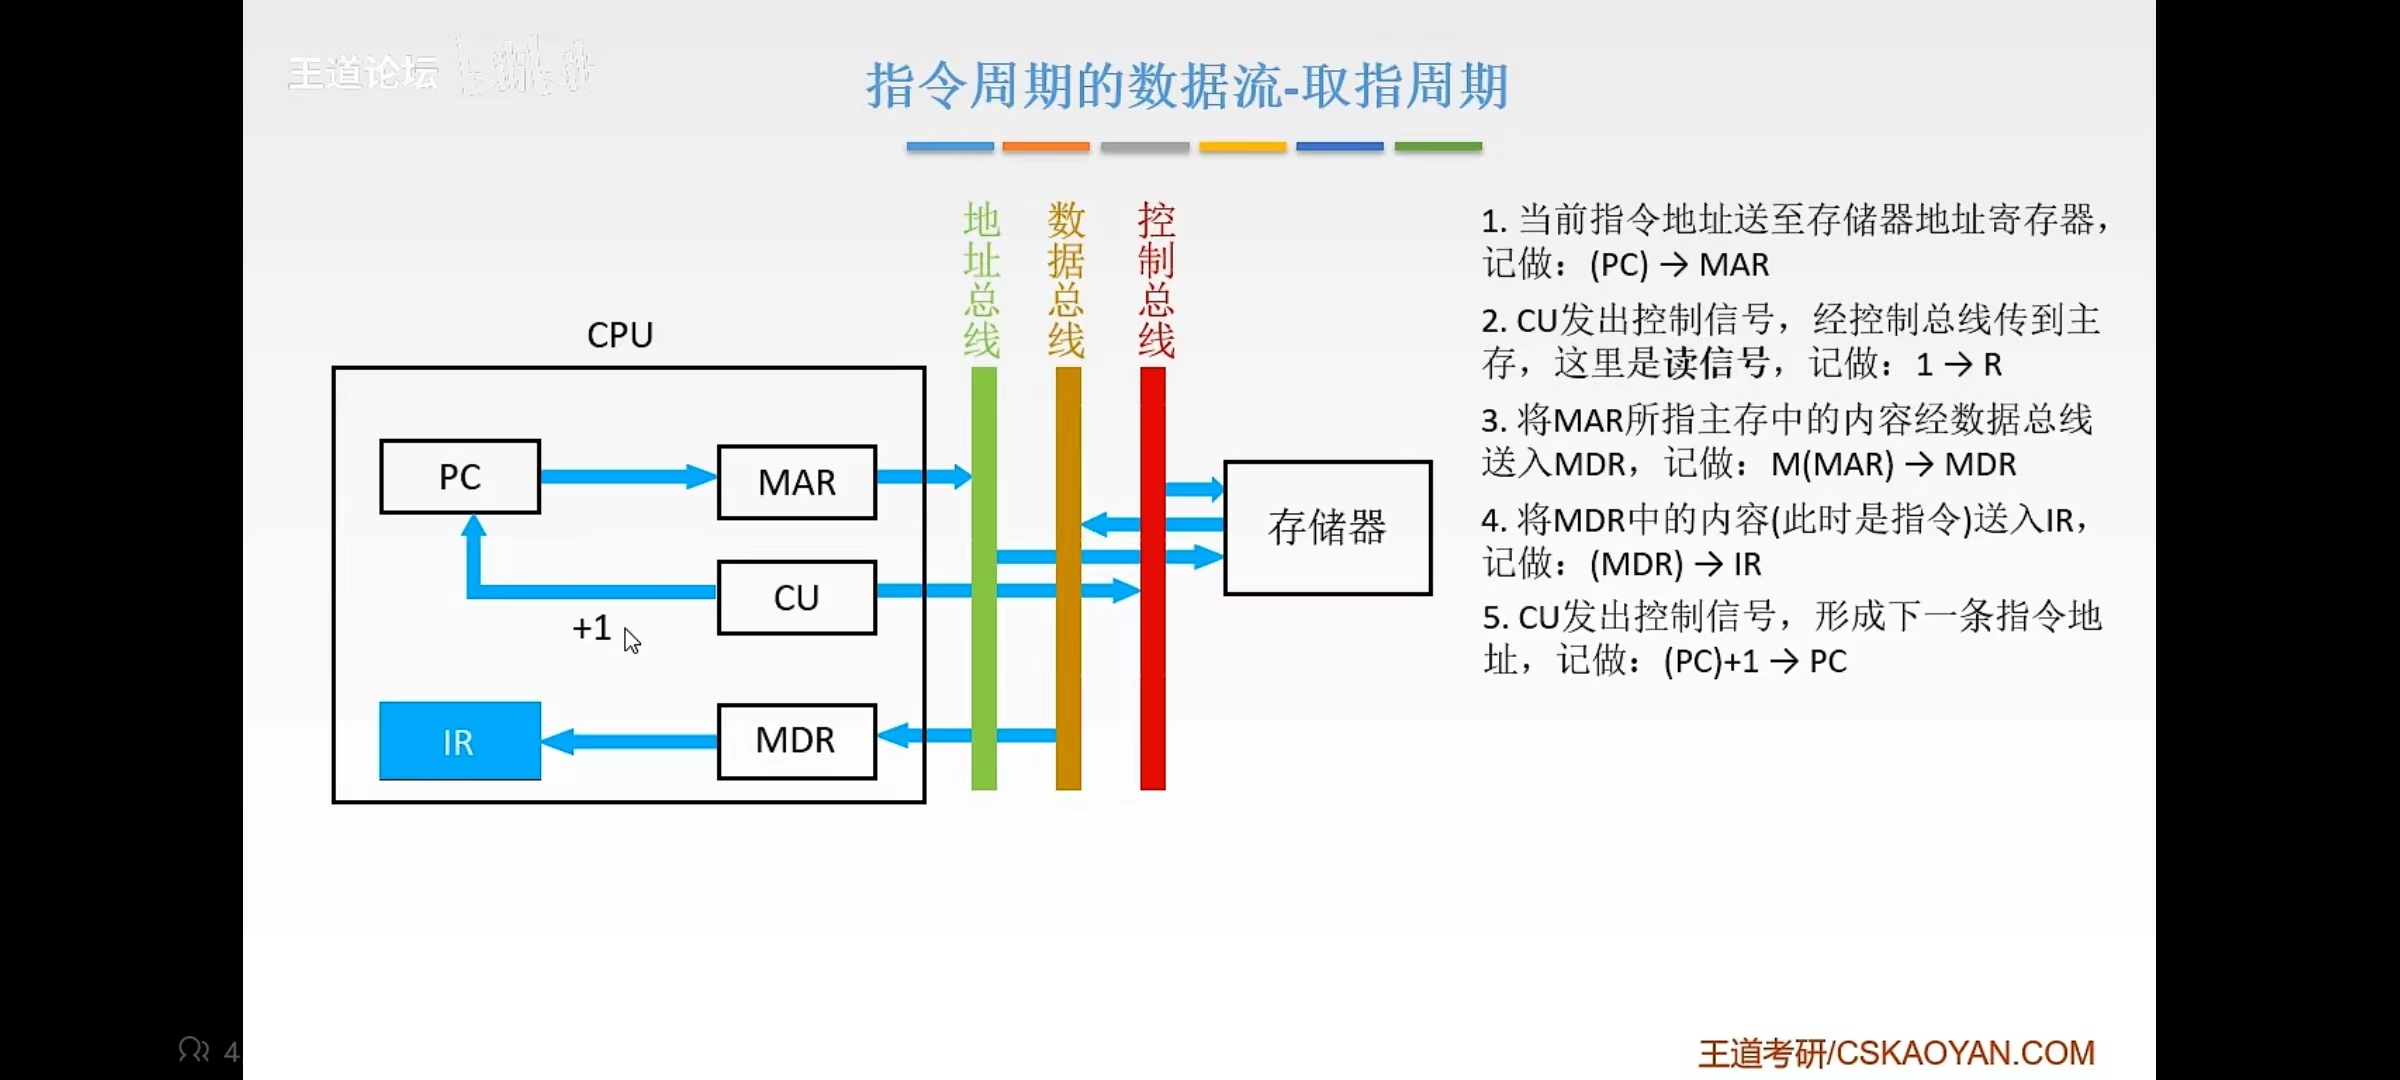 王道论坛
指令周期的数据流-取指周期
地址总线
数据总线
控制总线
CPU
PC
MAR
CU
+1
IR
MDR
存储器
1. 当前指令地址送至存储器地址寄存器，
记做：(PC) → MAR
2. CU发出控制信号，经控制总线传到主
存，这里是读信号，记做：1 → R
3. 将MAR所指主存中的内容经数据总线
送入MDR，记做：M(MAR) → MDR
4. 将MDR中的内容(此时是指令)送入IR，
记做：(MDR) → IR
5. CU发出控制信号，形成下一条指令地
址，记做：(PC)+1 → PC
4
王道考研/CSKAOYAN.COM